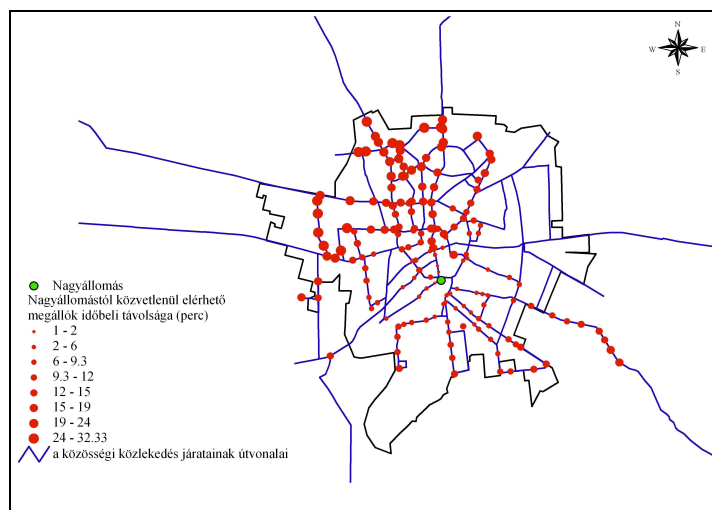 N
W E
S
Nagyállomás
Nagyállomástól közvetlenül elérhető
megállók időbeli távolsága (perc)
1 - 2
2 - 6
6 - 9.3
9.3 - 12
12 - 15
15 - 19
19 - 24
24 - 32.33
a közösségi közlekedés járatainak útvonalai